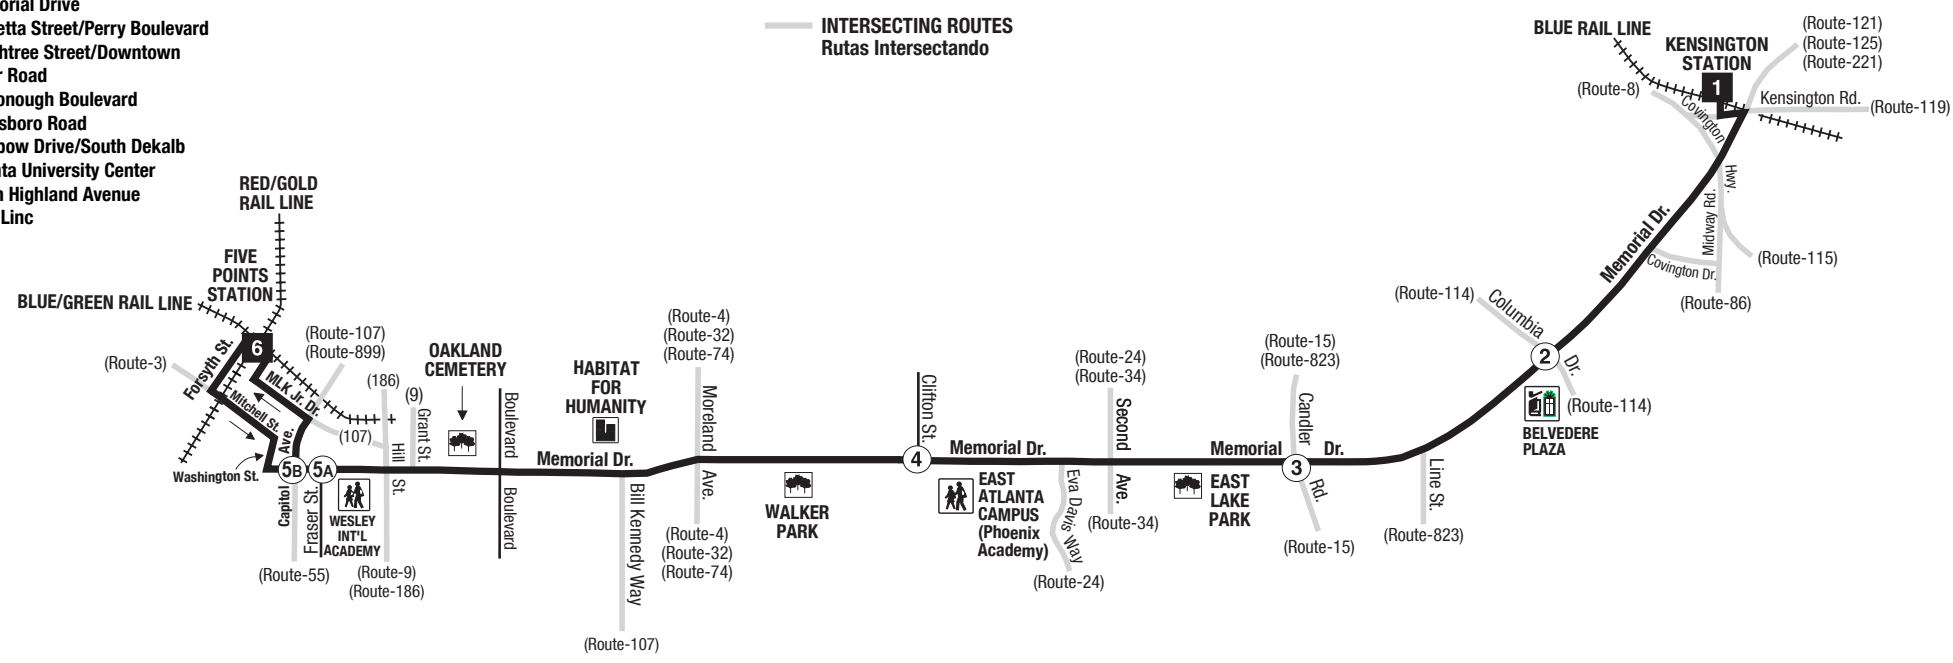 orial Drive
etta Street/Perry Boulevard
htree Street/Downtown
r Road
onough Boulevard
sboro Road
bow Drive/South Dekalb
nta University Center
n Highland Avenue
Linc
INTERSECTING ROUTES
Rutas Intersectando
BLUE RAIL LINE
KENSINGTON
STATION
1
(Route-121)
(Route-125)
(Route-221)
(Route-8)
Kensington Rd.
(Route-119)
Covington
Hwy.
Midway Rd.
Memorial Dr.
Covington Dr.
(Route-115)
(Route-86)
(Route-114)
Columbia
Dr.
2
(Route-114)
BELVEDERE
PLAZA
RED/GOLD
RAIL LINE
FIVE
POINTS
STATION
BLUE/GREEN RAIL LINE
6
(Route-3)
Forsyth St.
MLK Jr. Dr.
Mitchell St.
Ave.
Washington St.
(Route-107)
(Route-899)
(186)
(9)
(107)
Grant St.
Hill
St.
5B
5A
Capitol
Fraser St.
WESLEY
INT'L
ACADEMY
(Route-55)
(Route-9)
(Route-186)
OAKLAND
CEMETERY
Boulevard
Boulevard
HABITAT
FOR
HUMANITY
Memorial Dr.
Bill Kennedy Way
(Route-107)
(Route-4)
(Route-32)
(Route-74)
Moreland
Ave.
(Route-4)
(Route-32)
(Route-74)
WALKER
PARK
Clifton St.
4
Memorial Dr.
EAST
ATLANTA
CAMPUS
(Phoenix
Academy)
Eva Davis Way
(Route-24)
(Route-24)
(Route-34)
Second
Ave.
(Route-34)
Memorial
Dr.
EAST
LAKE
PARK
(Route-15)
(Route-823)
Candler
3
Rd.
(Route-15)
Line St.
(Route-823)